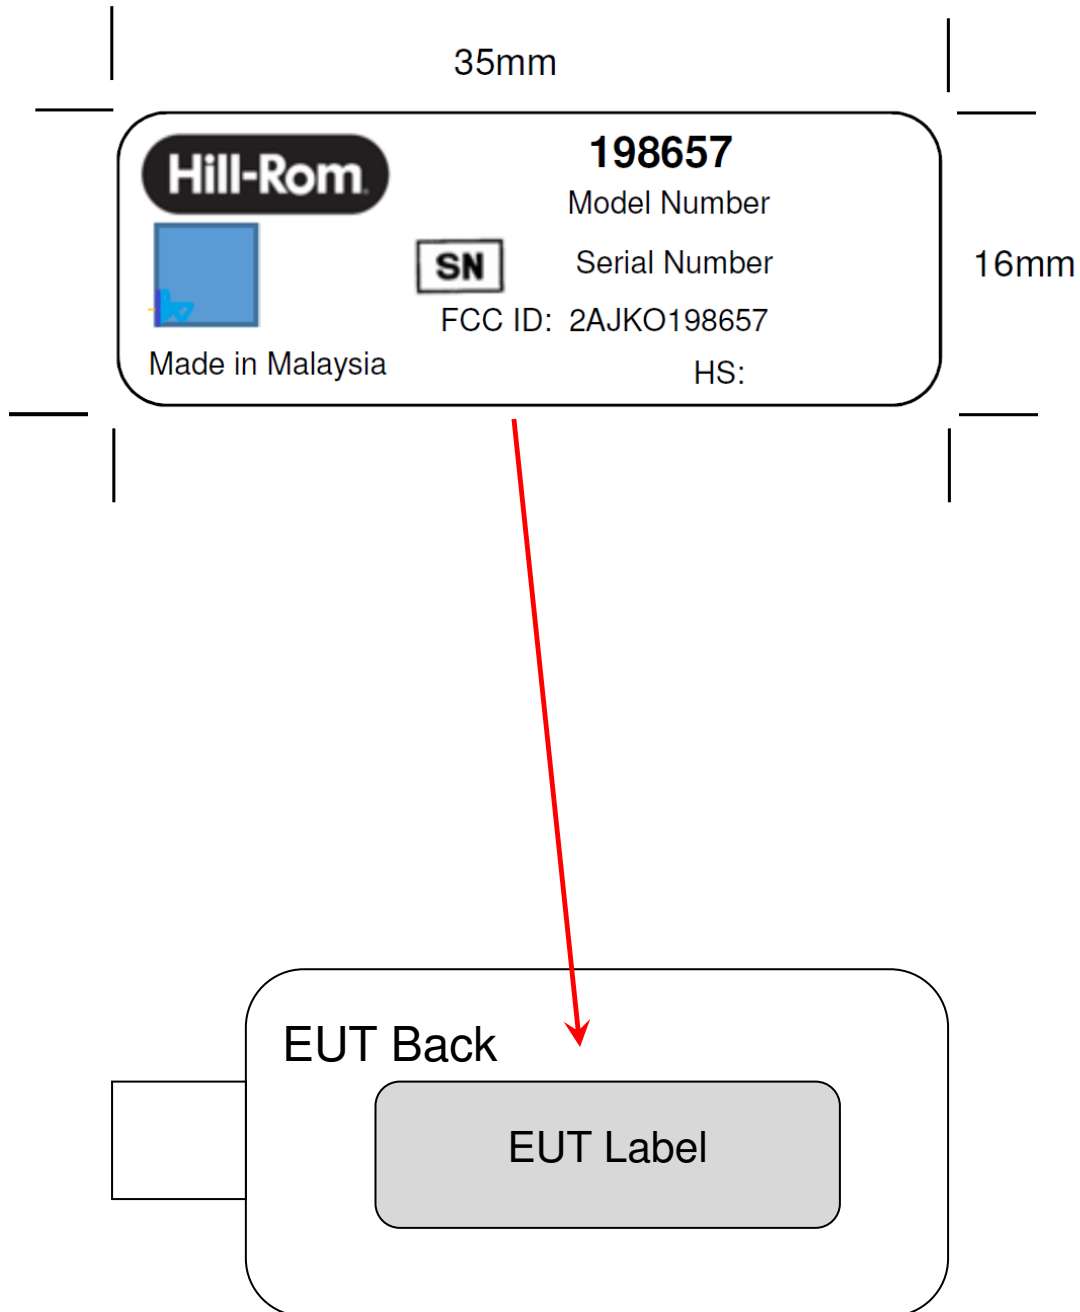 35mm
Hill-Rom
198657
Model Number
SN Serial Number
16mm
FCC ID: 2AJKO198657
Made in Malaysia
HS:
EUT Back
EUT Label